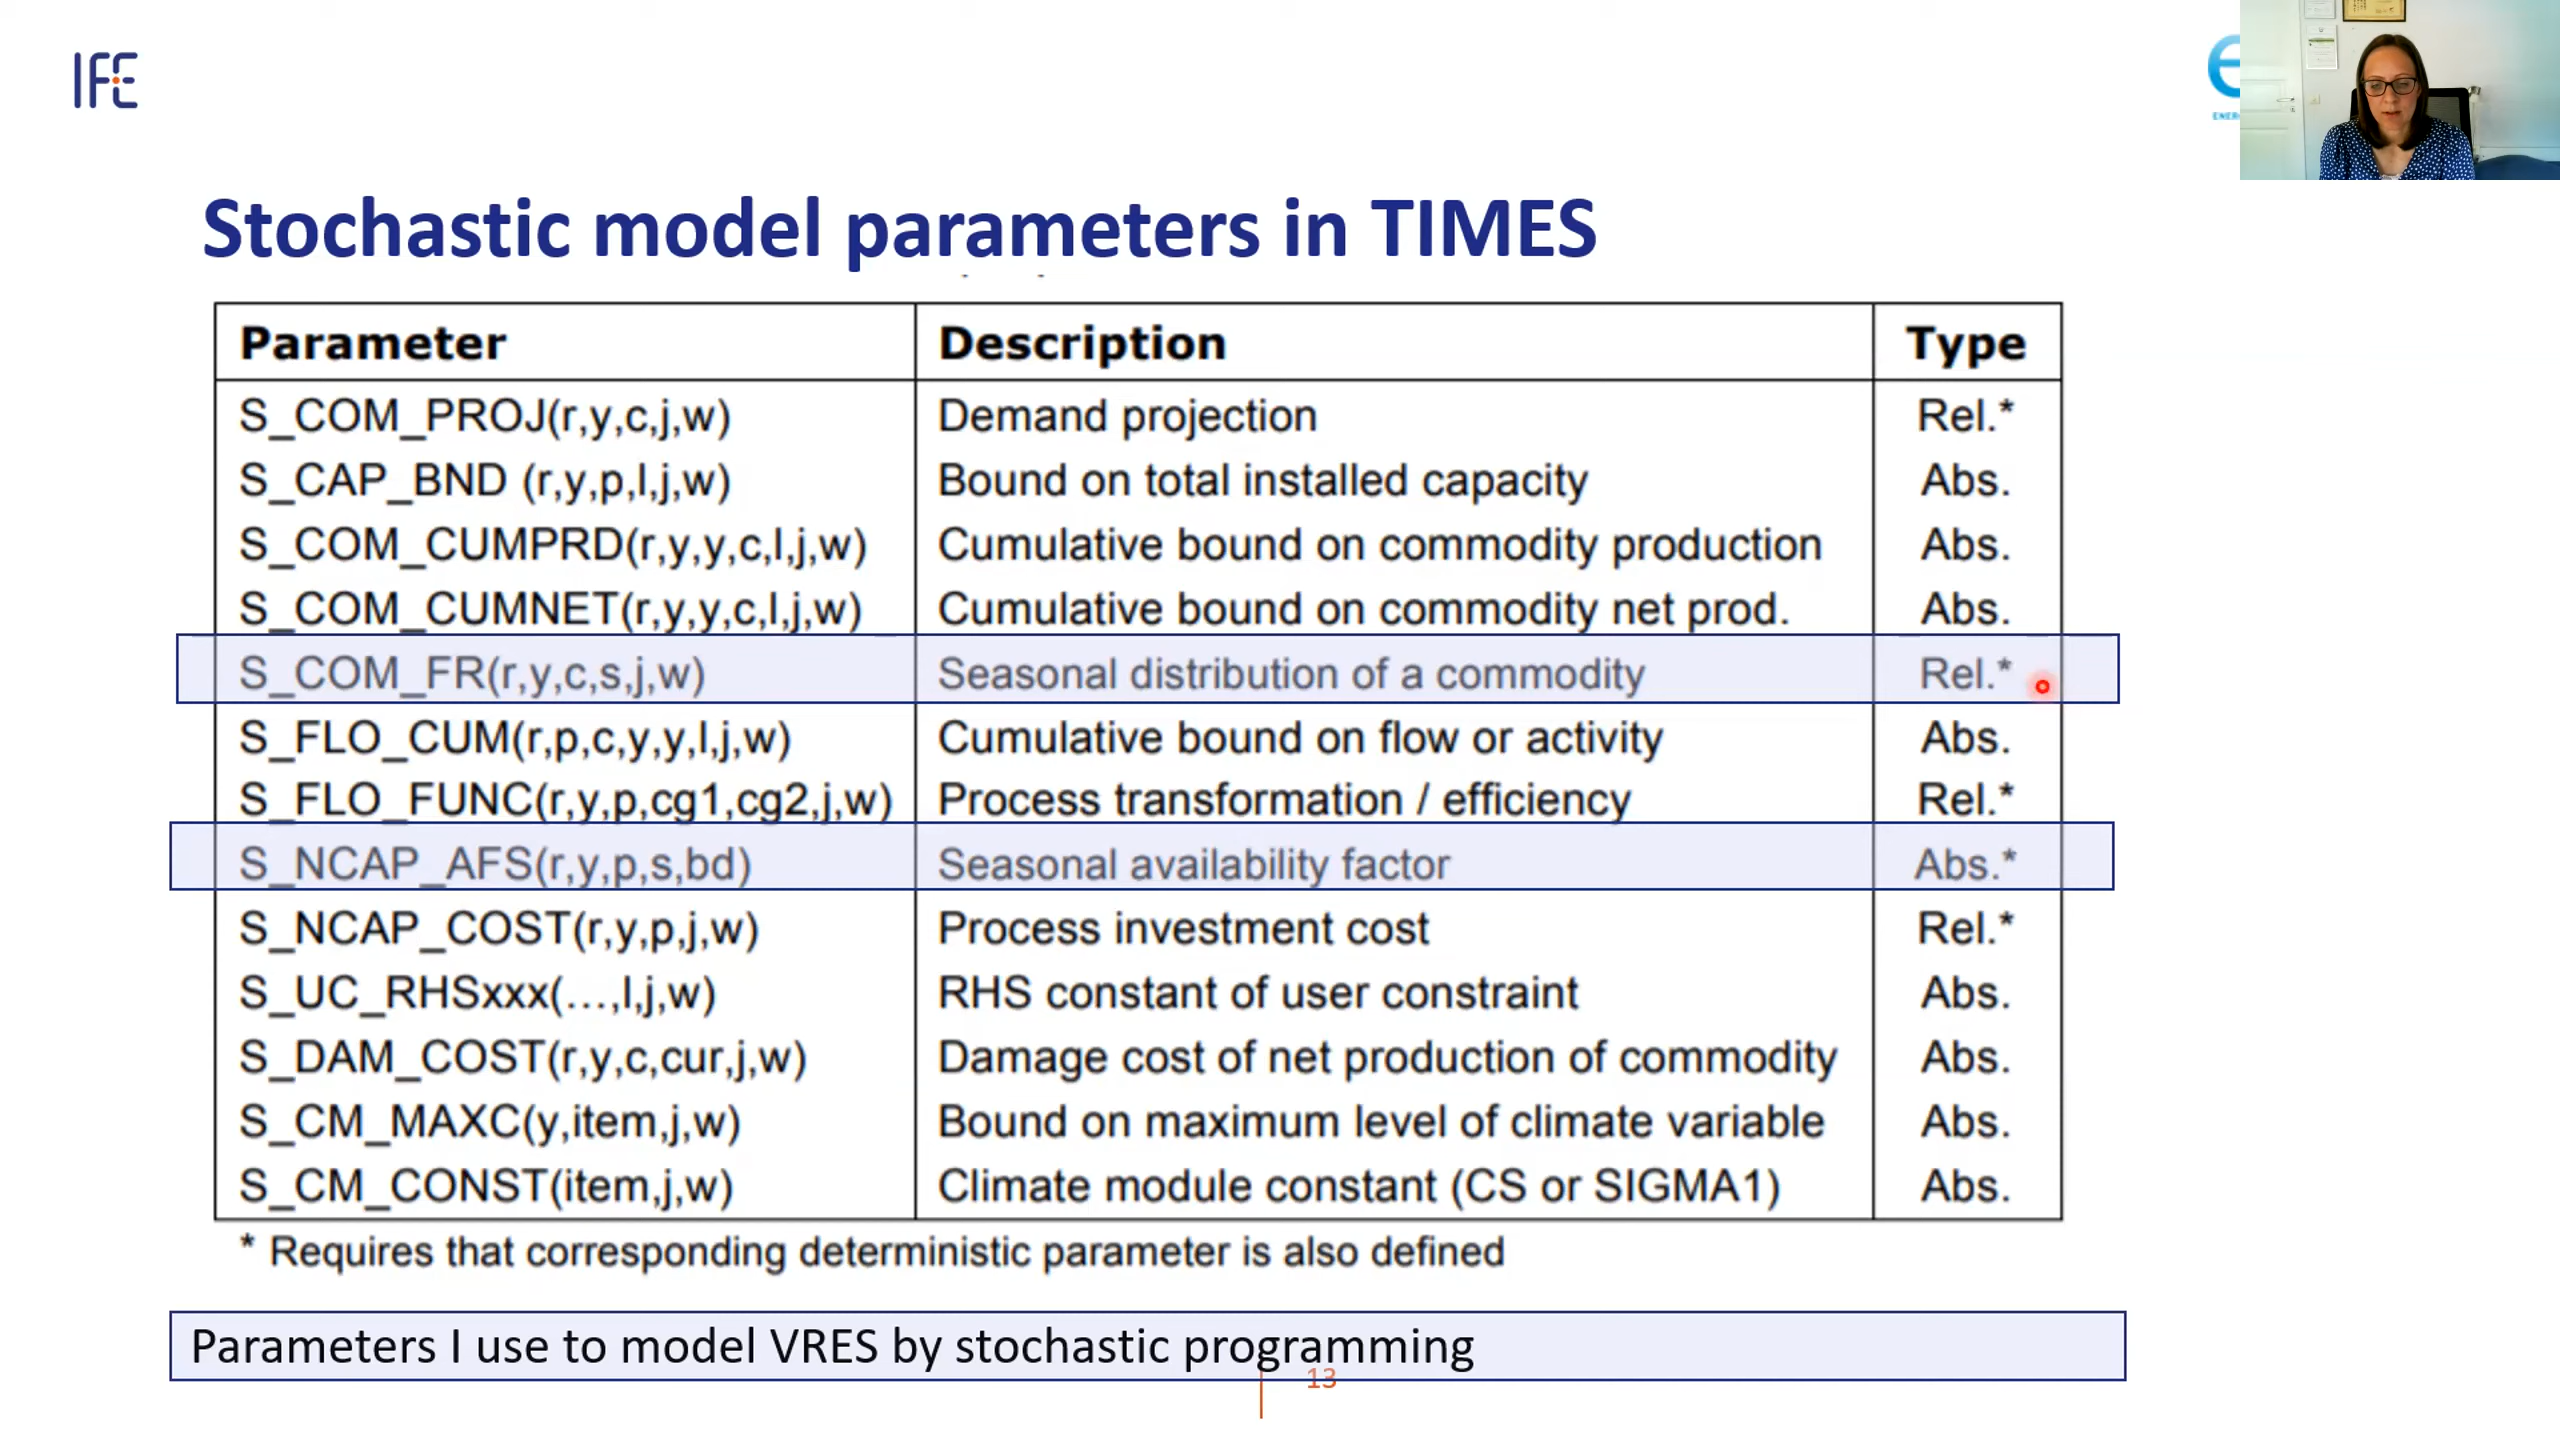 IFE
ENER
Stochastic model parameters in TIMES
Parameter Description Type
S_COM_PROJ(r,y,c,j,w) Demand projection Rel.*
S_CAP_BND (r,y,p,l,j,w) Bound on total installed capacity Abs.
S_COM_CUMPRD(r,y,y,c,l,j,w) Cumulative bound on commodity production Abs.
S_COM_CUMNET(r,y,y,c,l,j,w) Cumulative bound on commodity net prod. Abs.
S_COM_FR(r,y,c,s,j,w) Seasonal distribution of a commodity Rel.*
S_FLO_CUM(r,p,c,y,y,l,j,w) Cumulative bound on flow or activity Abs.
S_FLO_FUNC(r,y,p,cg1,cg2,j,w) Process transformation / efficiency Rel.*
S_NCAP_AFS(r,y,p,s,bd) Seasonal availability factor Abs.*
S_NCAP_COST(r,y,p,j,w) Process investment cost Rel.*
S_UC_RHSxxx(...,l,j,w) RHS constant of user constraint Abs.
S_DAM_COST(r,y,c,cur,j,w) Damage cost of net production of commodity Abs.
S_CM_MAXC(y,item,j,w) Bound on maximum level of climate variable Abs.
S_CM_CONST(item,j,w) Climate module constant (CS or SIGMA1) Abs.
* Requires that corresponding deterministic parameter is also defined
Parameters I use to model VRES by stochastic programming
13